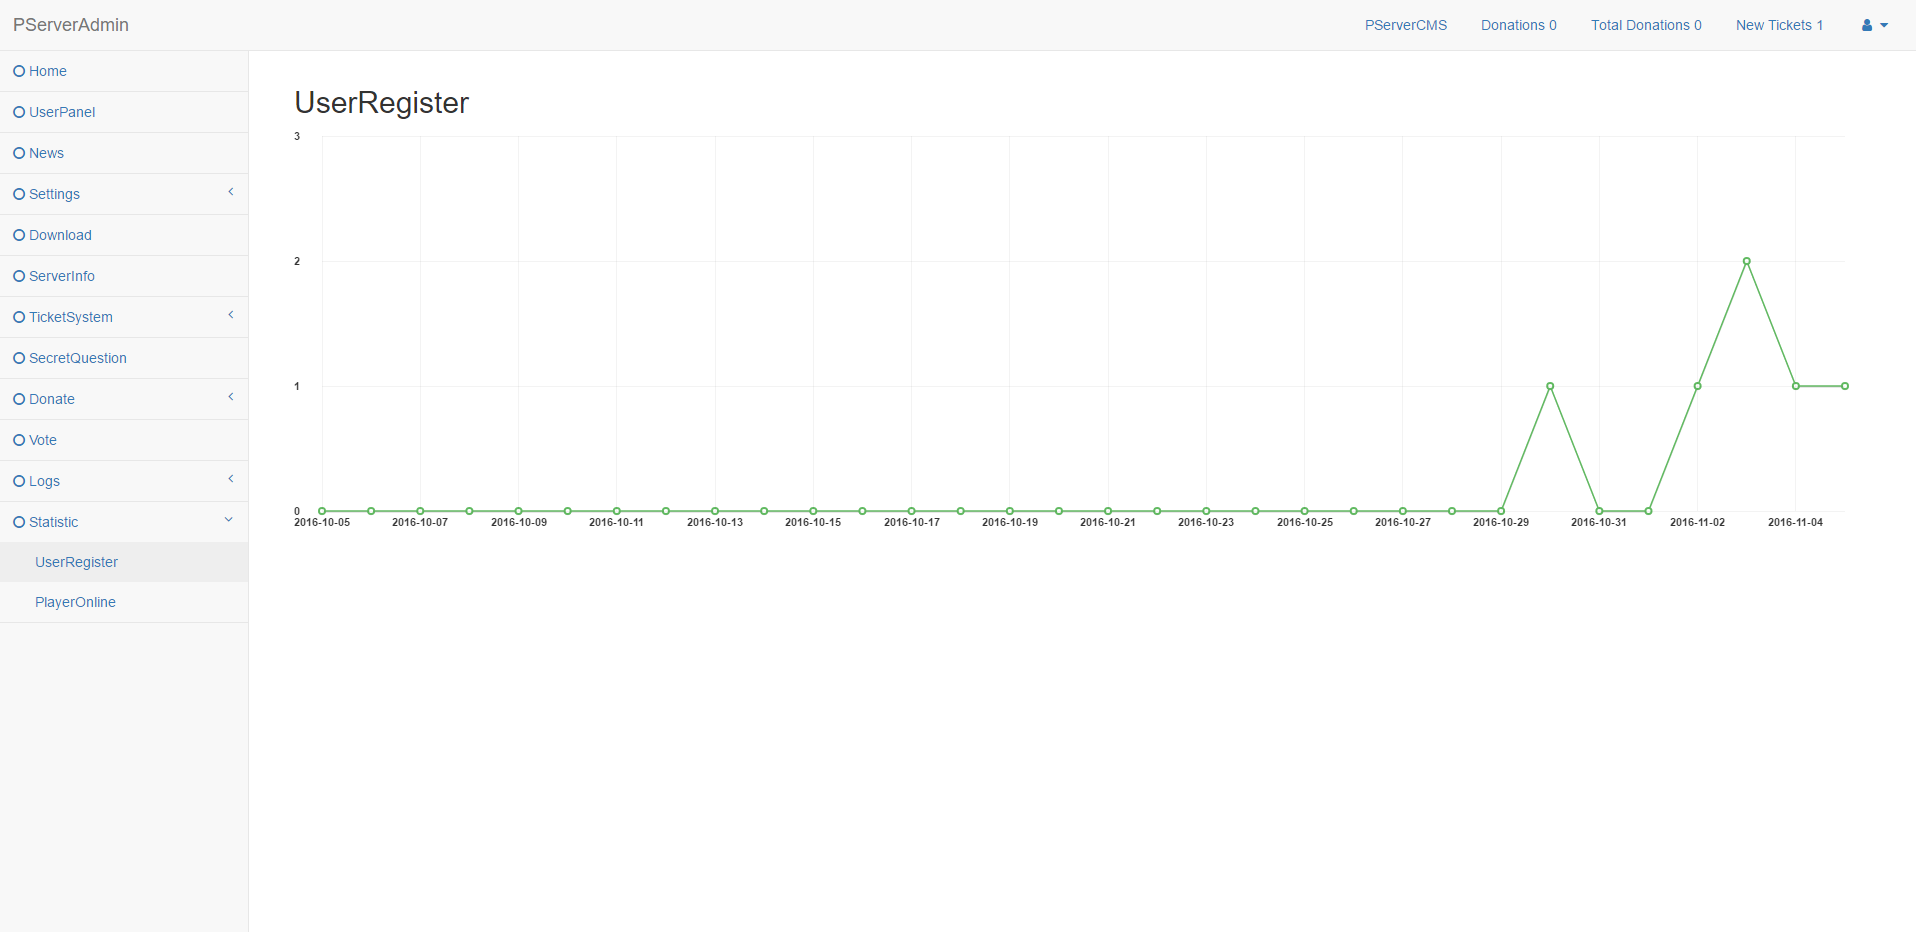 PServerAdmin
PServerCMS Donations 0 Total Donations 0 New Tickets 1
Home
UserPanel
News
Settings
Download
ServerInfo
TicketSystem
SecretQuestion
Donate
Vote
Logs
Statistic
UserRegister
PlayerOnline
UserRegister
3
2
1
0
2016-10-05 2016-10-07 2016-10-09 2016-10-11 2016-10-13 2016-10-15 2016-10-17 2016-10-19 2016-10-21 2016-10-23 2016-10-25 2016-10-27 2016-10-29 2016-10-31 2016-11-02 2016-11-04